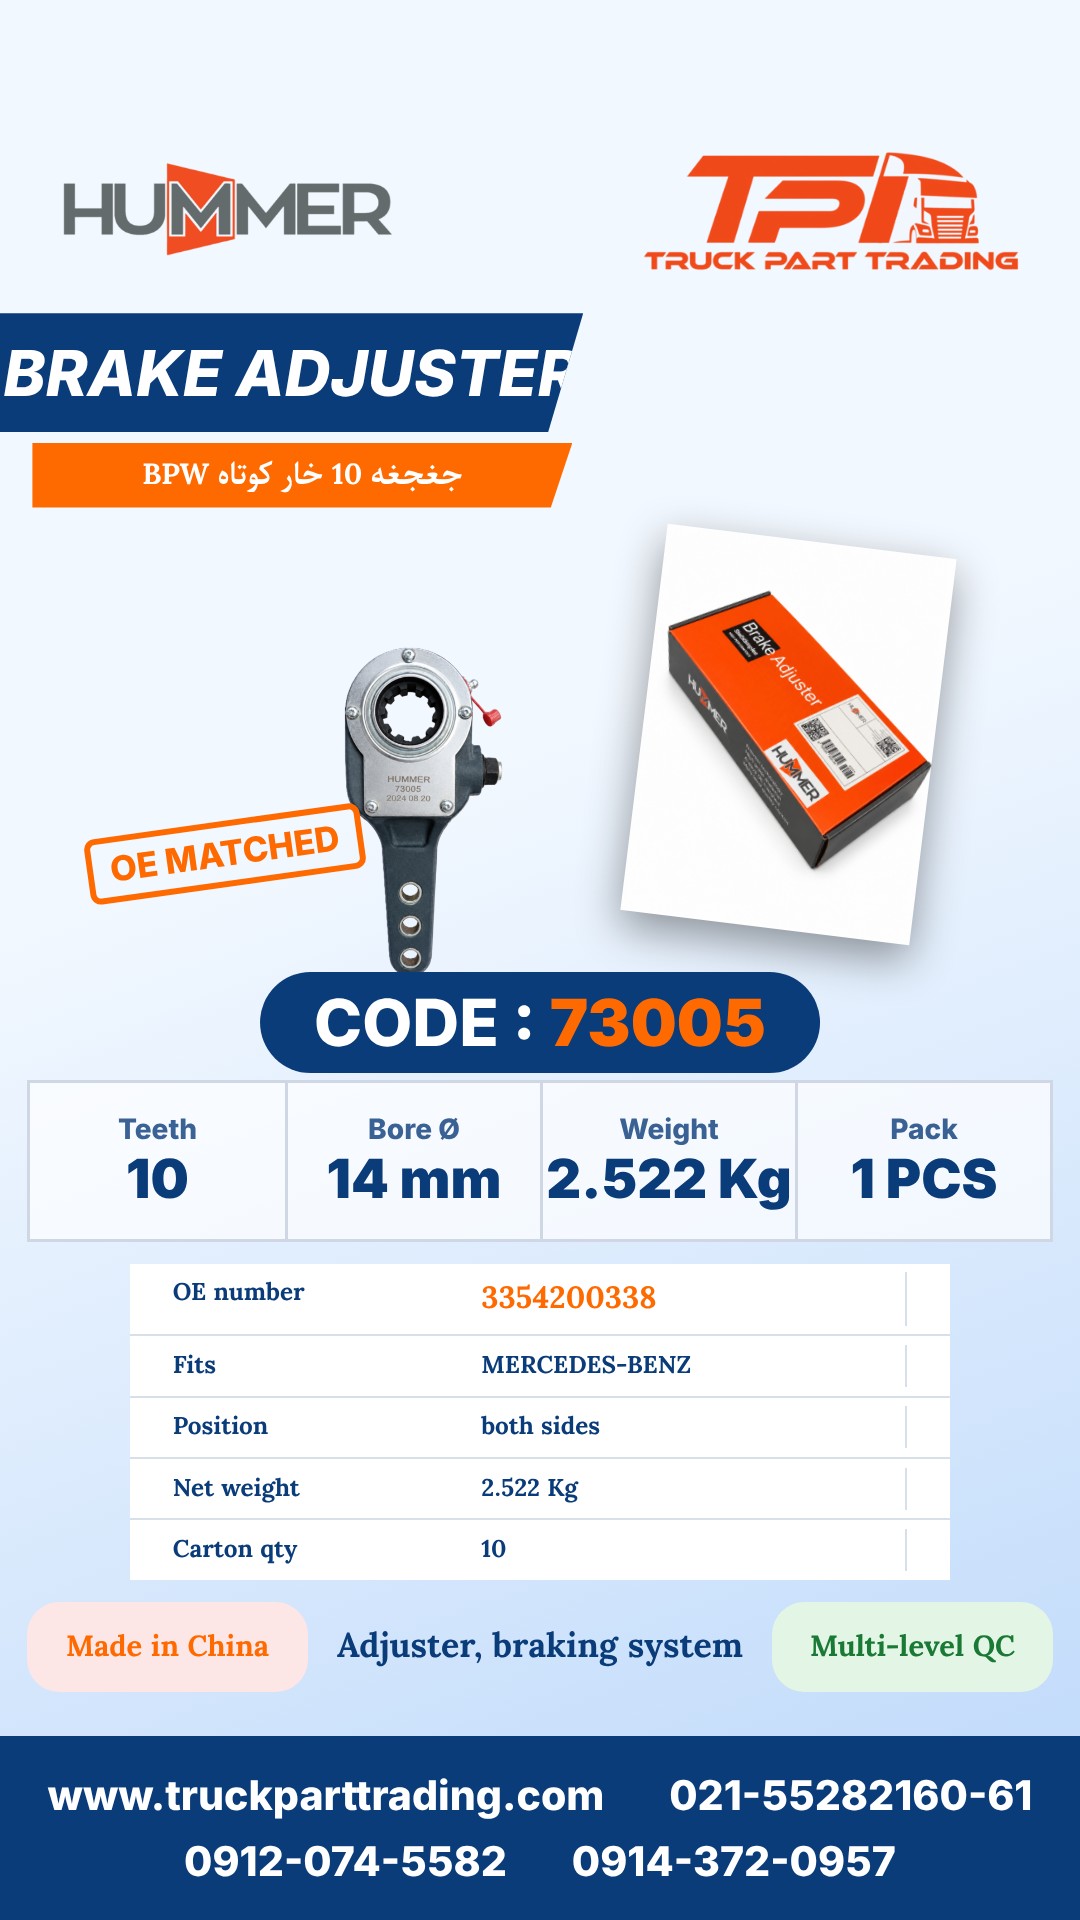 HUMMER
TPT
TRUCK PART TRADING
BRAKE ADJUSTER
جغجغه 10 خار کوتاه BPW
Brake Adjuster
HUMMER
HUMMER
HUMMER
73005
2024 08 20
OE MATCHED
CODE : 73005
Teeth
10
Bore Ø
14 mm
Weight
2.522 Kg
Pack
1 PCS
OE number 3354200338
Fits MERCEDES-BENZ
Position both sides
Net weight 2.522 Kg
Carton qty 10
Made in China
Adjuster, braking system
Multi-level QC
www.truckparttrading.com 021-55282160-61
0912-074-5582 0914-372-0957